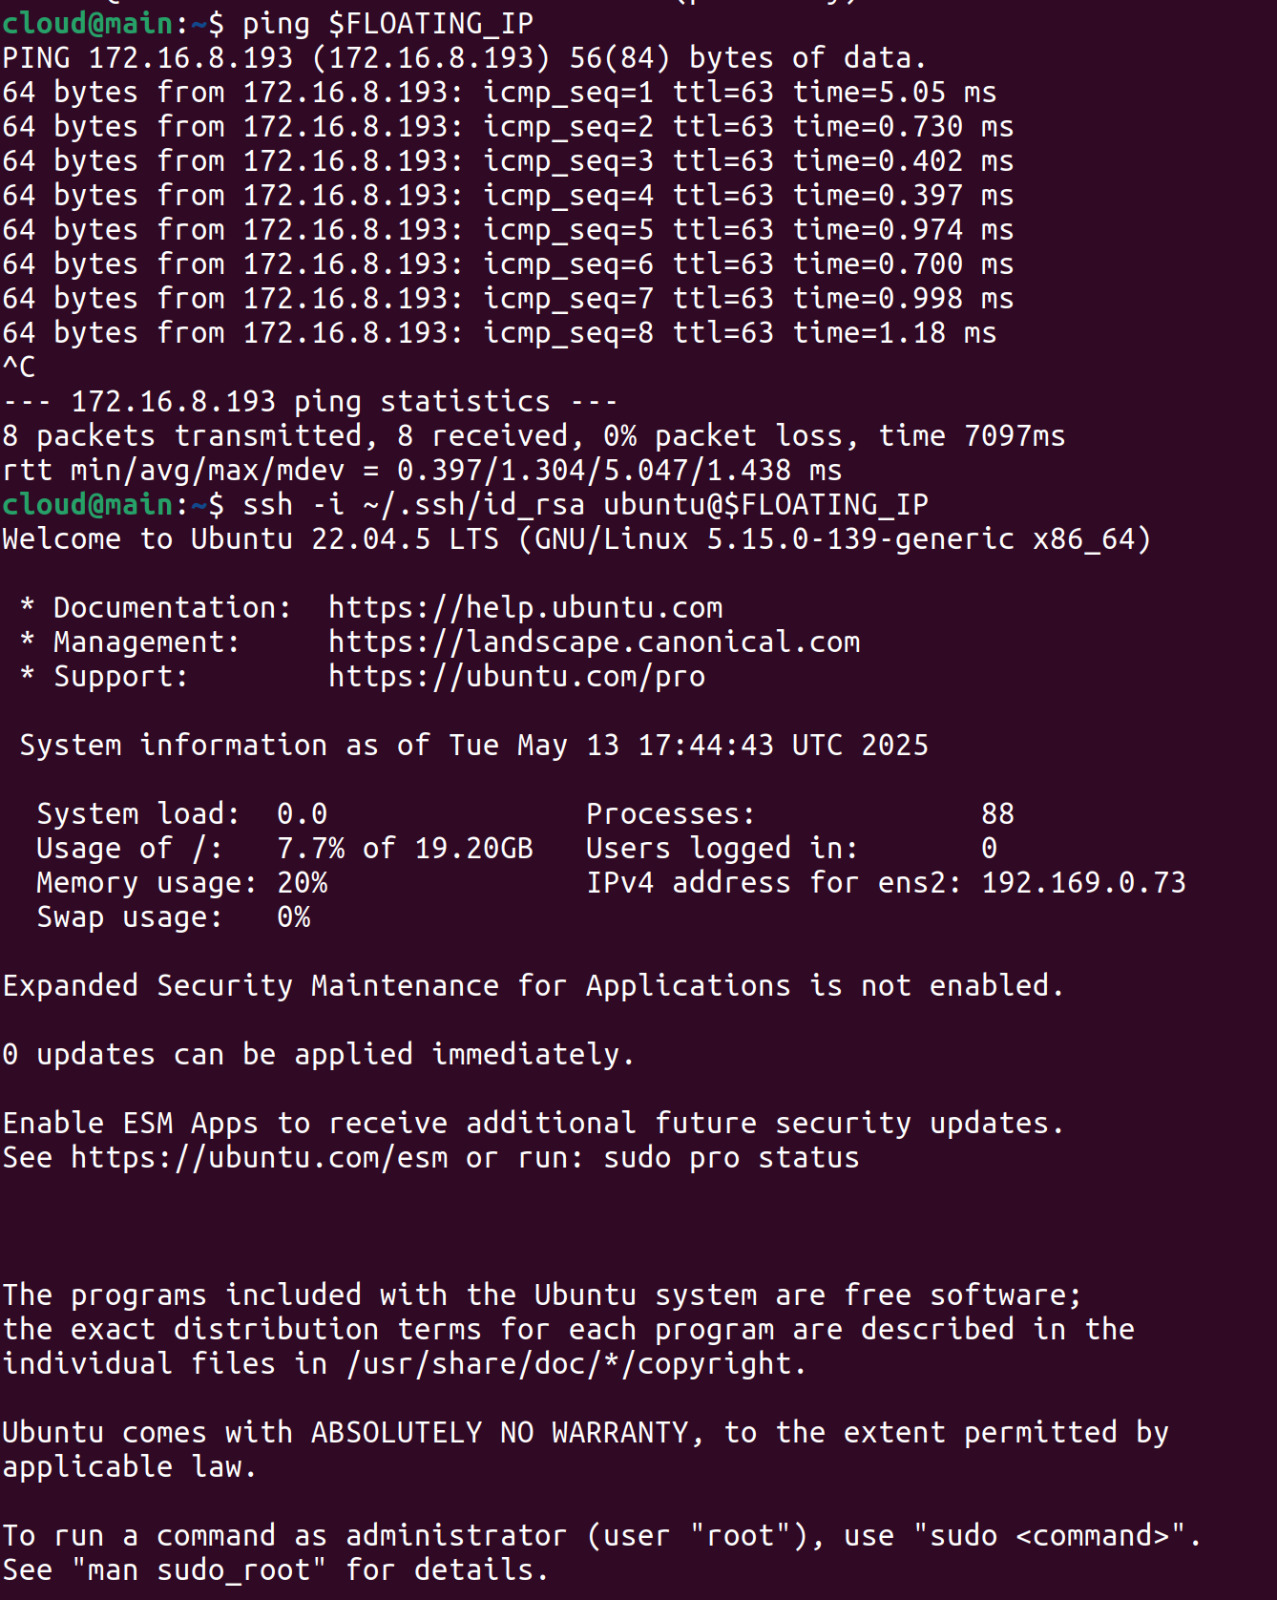 cloud@main:~$ ping $FLOATING_IP
PING 172.16.8.193 (172.16.8.193) 56(84) bytes of data.
64 bytes from 172.16.8.193: icmp_seq=1 ttl=63 time=5.05 ms
64 bytes from 172.16.8.193: icmp_seq=2 ttl=63 time=0.730 ms
64 bytes from 172.16.8.193: icmp_seq=3 ttl=63 time=0.402 ms
64 bytes from 172.16.8.193: icmp_seq=4 ttl=63 time=0.397 ms
64 bytes from 172.16.8.193: icmp_seq=5 ttl=63 time=0.974 ms
64 bytes from 172.16.8.193: icmp_seq=6 ttl=63 time=0.700 ms
64 bytes from 172.16.8.193: icmp_seq=7 ttl=63 time=0.998 ms
64 bytes from 172.16.8.193: icmp_seq=8 ttl=63 time=1.18 ms
^C
--- 172.16.8.193 ping statistics ---
8 packets transmitted, 8 received, 0% packet loss, time 7097ms
rtt min/avg/max/mdev = 0.397/1.304/5.047/1.438 ms
cloud@main:~$ ssh -i ~/.ssh/id_rsa ubuntu@$FLOATING_IP
Welcome to Ubuntu 22.04.5 LTS (GNU/Linux 5.15.0-139-generic x86_64)

 * Documentation:  https://help.ubuntu.com
 * Management:     https://landscape.canonical.com
 * Support:        https://ubuntu.com/pro

 System information as of Tue May 13 17:44:43 UTC 2025

  System load:  0.0               Processes:             88
  Usage of /:   7.7% of 19.20GB   Users logged in:       0
  Memory usage: 20%               IPv4 address for ens2: 192.169.0.73
  Swap usage:   0%

Expanded Security Maintenance for Applications is not enabled.

0 updates can be applied immediately.

Enable ESM Apps to receive additional future security updates.
See https://ubuntu.com/esm or run: sudo pro status

The programs included with the Ubuntu system are free software;
the exact distribution terms for each program are described in the
individual files in /usr/share/doc/*/copyright.

Ubuntu comes with ABSOLUTELY NO WARRANTY, to the extent permitted by
applicable law.

To run a command as administrator (user "root"), use "sudo <command>".
See "man sudo_root" for details.